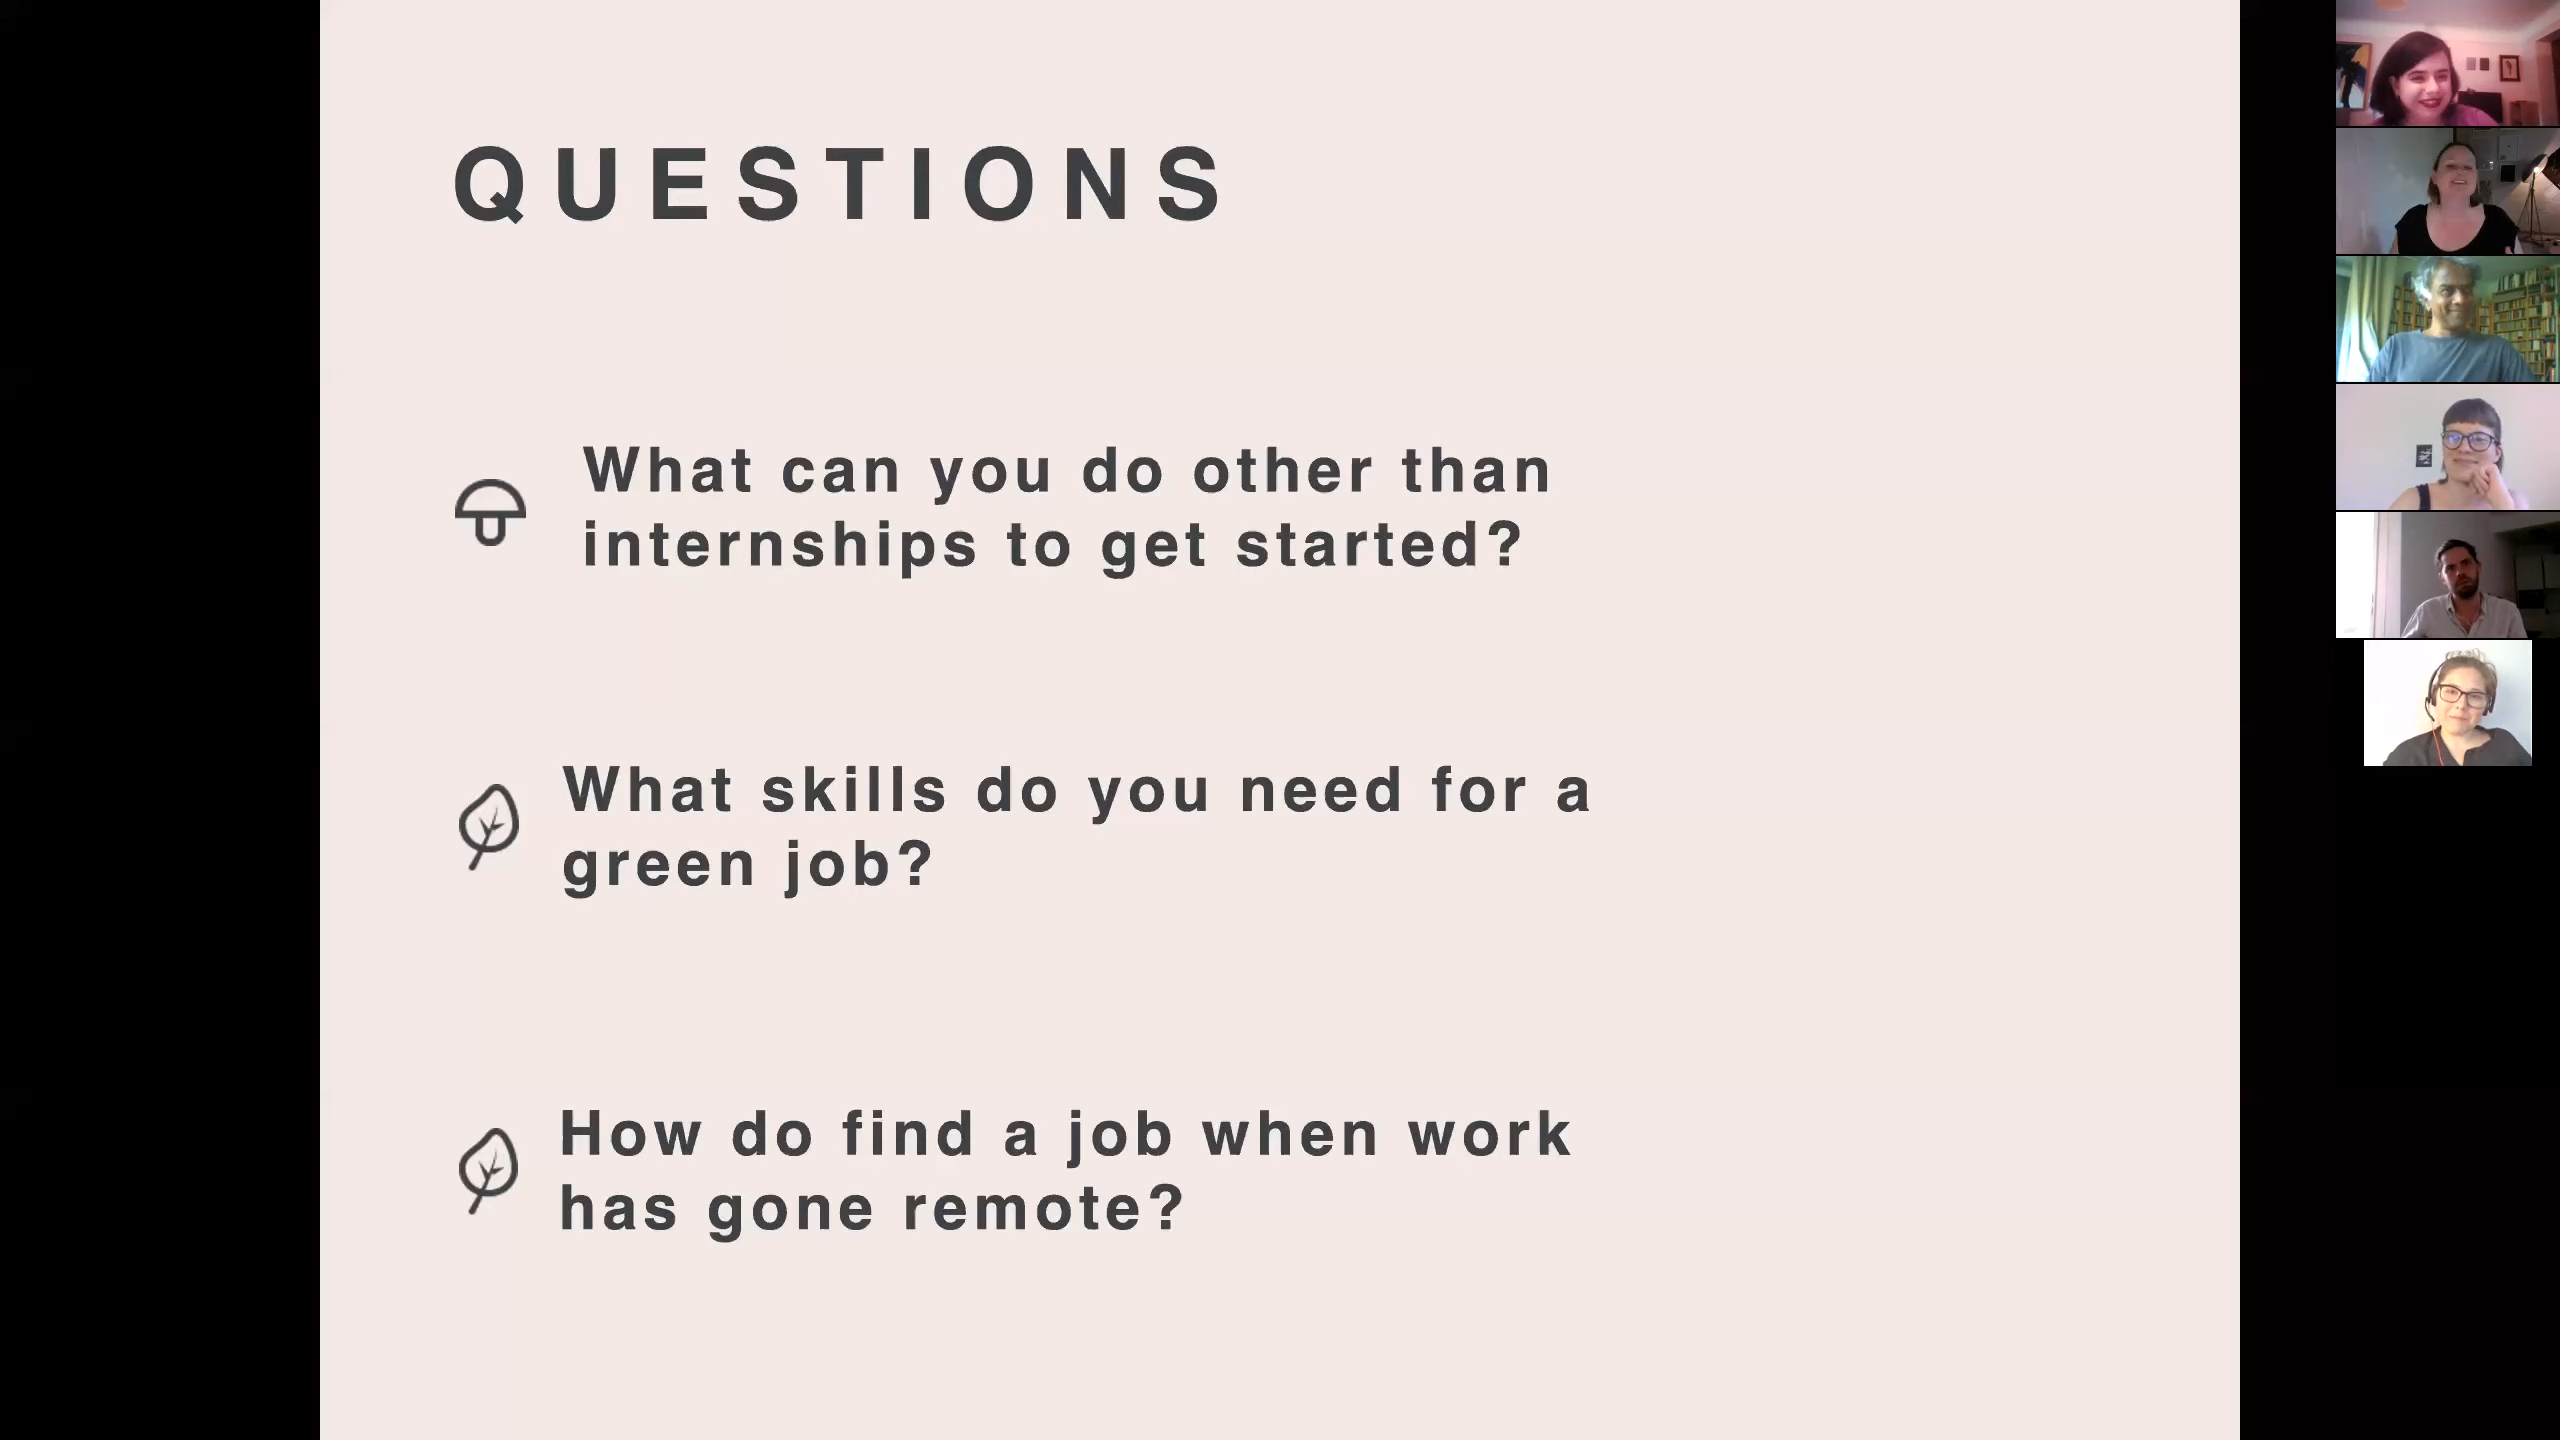 QUESTIONS
What can you do other than
internships to get started?
What skills do you need for a
green job?
How do find a job when work
has gone remote?